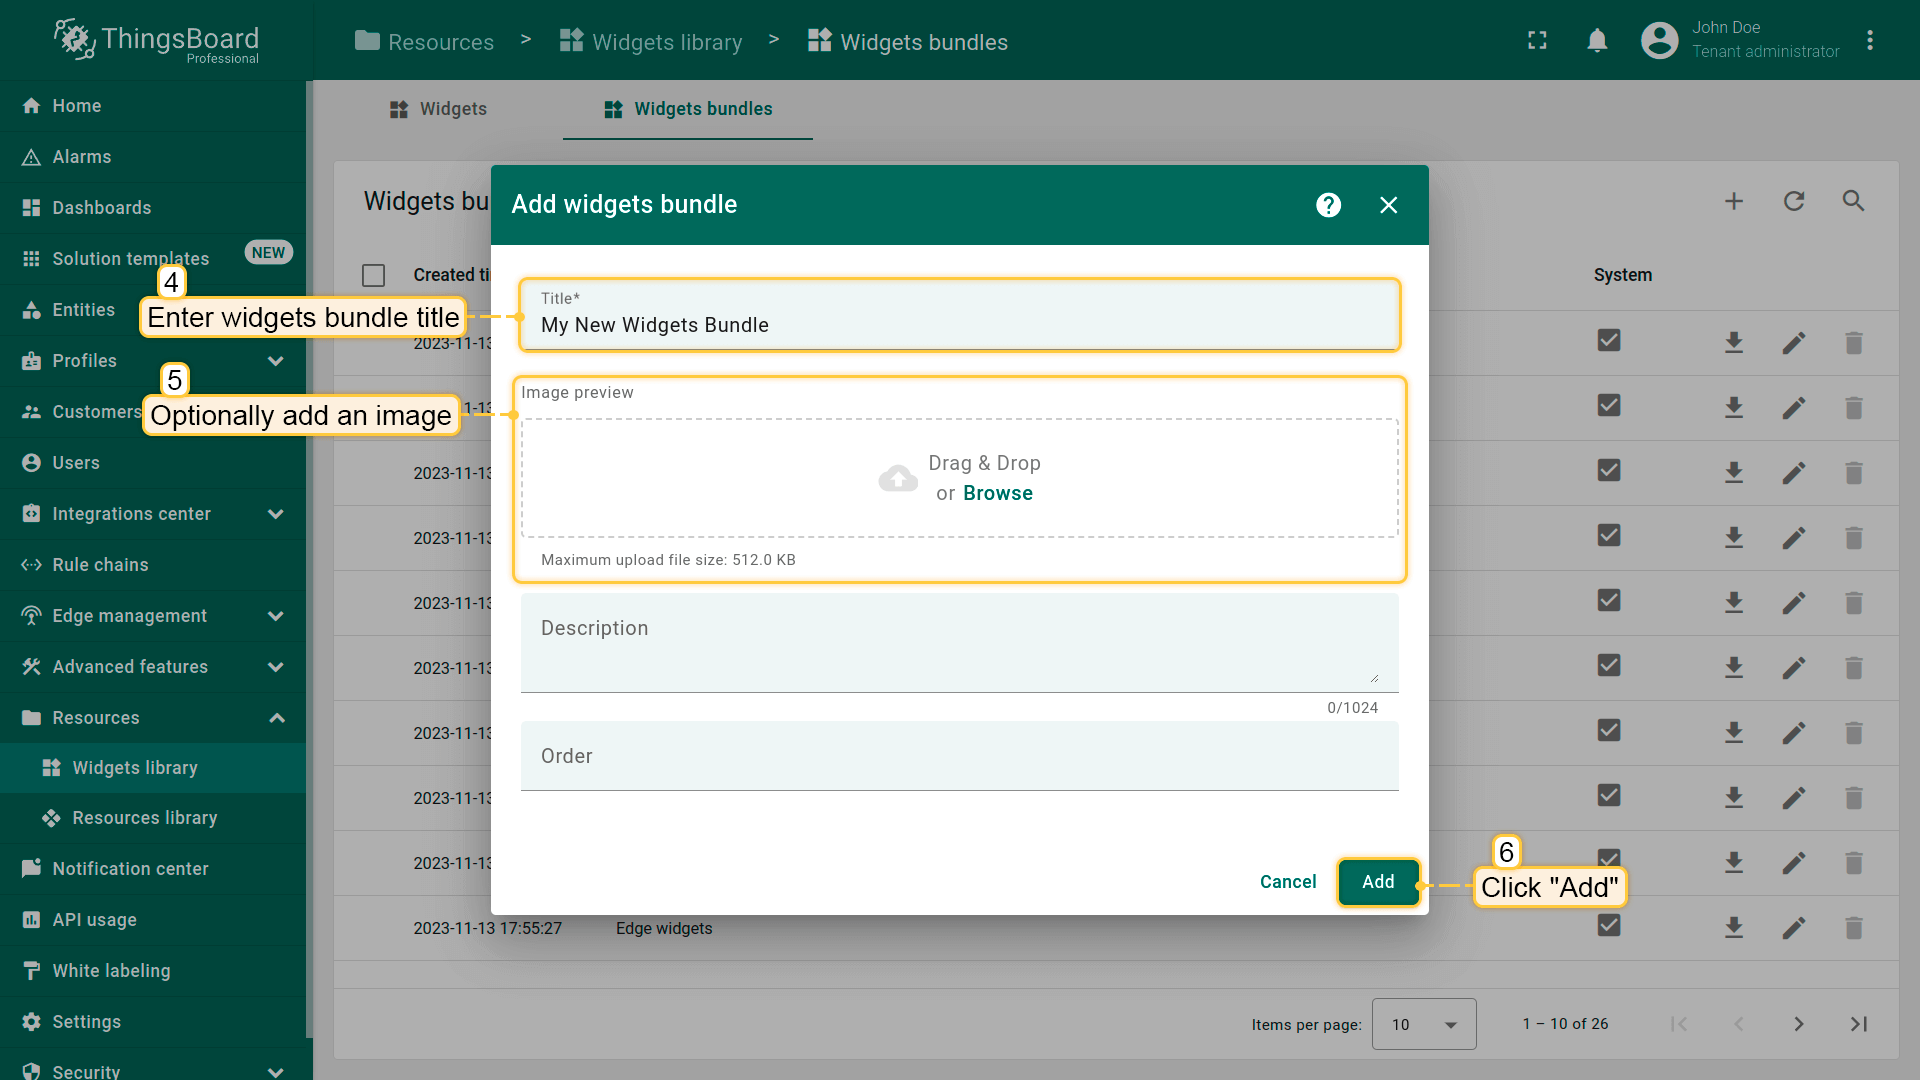 ThingsBoard
Professional
Resources > Widgets library > Widgets bundles
John Doe
Tenant administrator
Home
Alarms
Dashboards
Solution templates NEW
Entities
Profiles
Customers
Users
Integrations center
Rule chains
Edge management
Advanced features
Resources
Widgets library
Resources library
Notification center
API usage
White labeling
Settings
Security
Widgets
Widgets bundles
Widgets bu
Created ti
System
4
Enter widgets bundle title
5
Optionally add an image
Add widgets bundle
Title*
My New Widgets Bundle
Image preview
Drag & Drop
or Browse
Maximum upload file size: 512.0 KB
Description
0/1024
Order
Cancel
Add
6
Click "Add"
2023-11-13
-11-13
2023-11-13
2023-11-13
2023-11-13
2023-11-13
2023-11-13
2023-11-13
2023-11-13
2023-11-13 17:55:27 Edge widgets
Items per page: 10
1 – 10 of 26